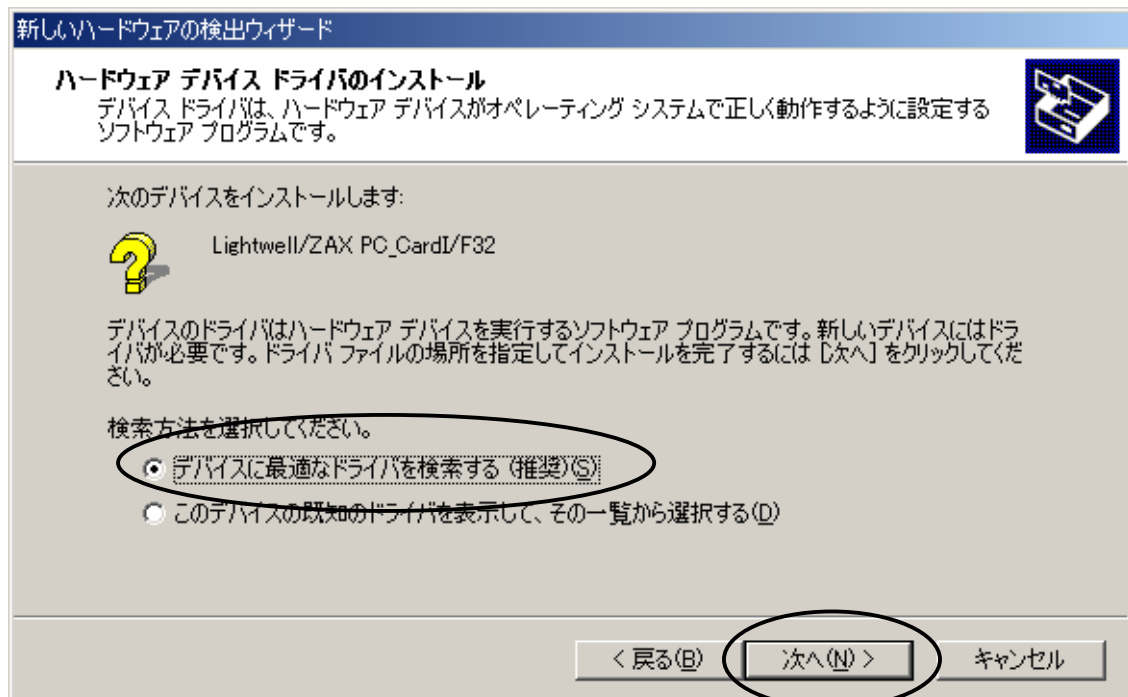 新しいハードウェアの検出ウィザード
ハードウェア デバイス ドライバのインストール
デバイス ドライバは、ハードウェア デバイスがオペレーティング システムで正しく動作するように設定する
ソフトウェア プログラムです。
次のデバイスをインストールします:
Lightwell/ZAX PC_CardI/F32
デバイスのドライバはハードウェア デバイスを実行するソフトウェア プログラムです。新しいデバイスにはドラ
イバが必要です。ドライバ ファイルの場所を指定してインストールを完了するには [次へ] をクリックしてくだ
さい。
検索方法を選択してください。
デバイスに最適なドライバを検索する (推奨)(S)
このデバイスの既知のドライバを表示して、その一覧から選択する(D)
< 戻る(B) 次へ(N) > キャンセル